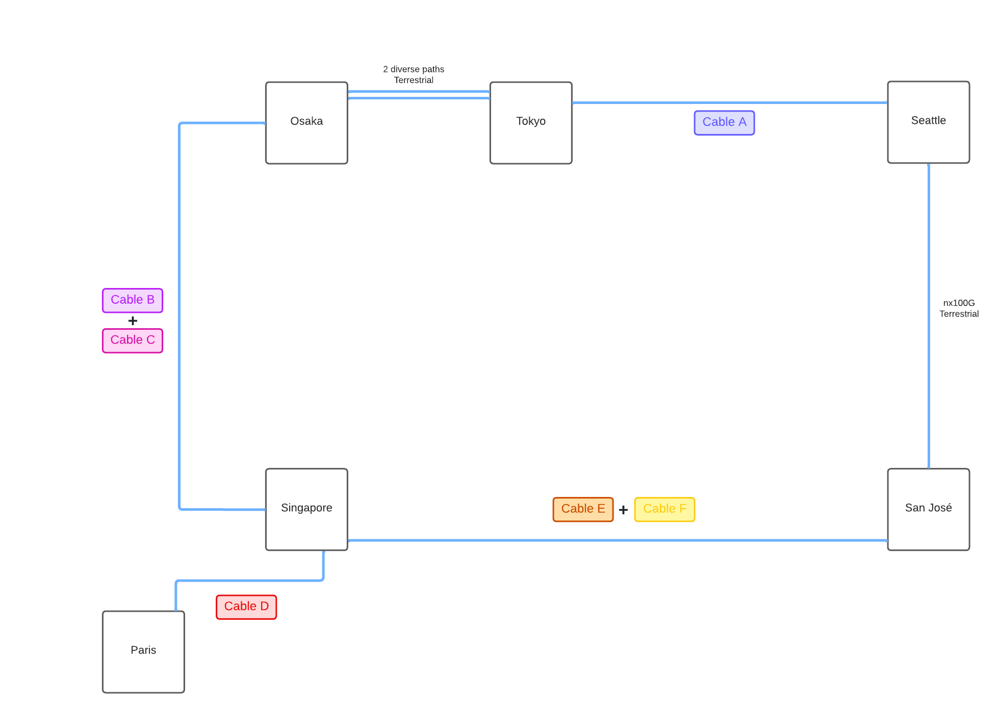 2 diverse paths
Terrestrial
Osaka
Tokyo
Seattle
Cable A
Cable B
+
Cable C
nx100G
Terrestrial
Singapore
Cable E + Cable F
San José
Cable D
Paris